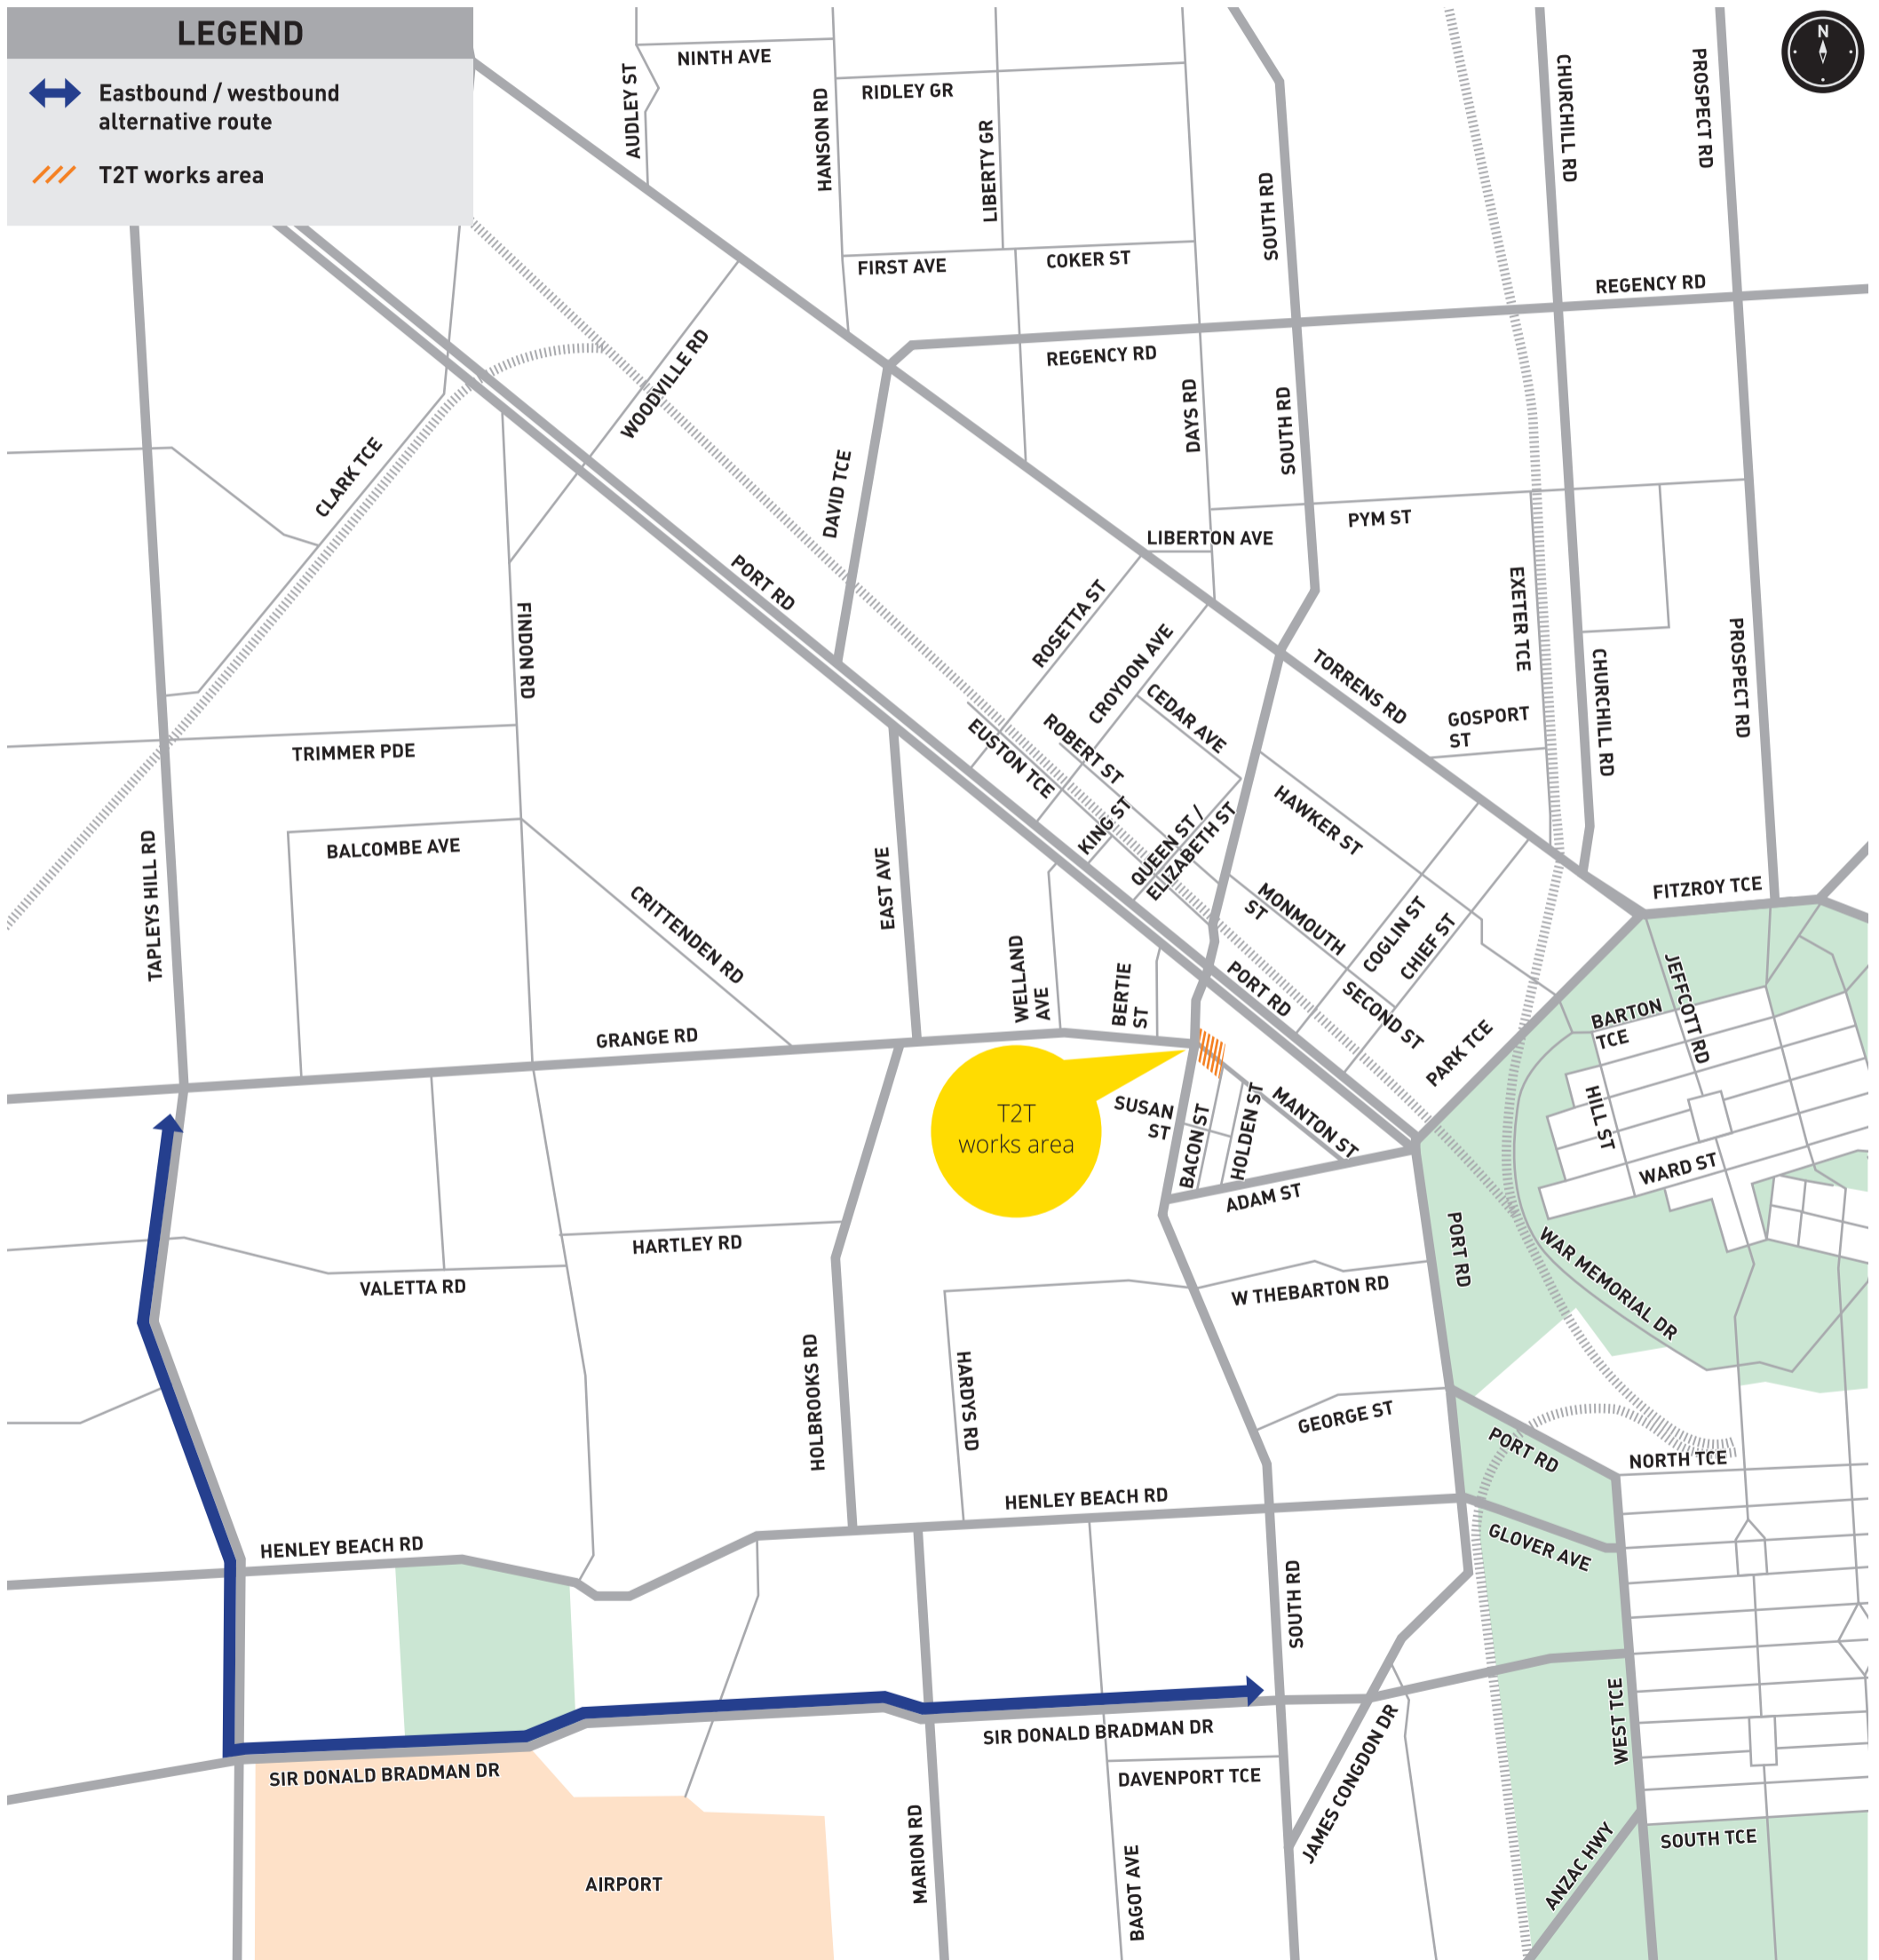 LEGEND
Eastbound / westbound
alternative route
T2T works area
N
NINTH AVE
AUDLEY ST
HANSON RD
RIDLEY GR
LIBERTY GR
FIRST AVE
COKER ST
SOUTH RD
CHURCHILL RD
PROSPECT RD
REGENCY RD
REGENCY RD
WOODVILLE RD
CLARK TCE
DAVID TCE
DAYS RD
SOUTH RD
PYM ST
LIBERTON AVE
PORT RD
FINDON RD
ROSETTA ST
CROYDON AVE
CEDAR AVE
TORRENS RD
EXETER TCE
GOSPORT
ST
CHURCHILL RD
PROSPECT RD
TRIMMER PDE
EUSTON TCE
ROBERT ST
KING ST
QUEEN ST /
ELIZABETH ST
HAWKER ST
BALCOMBE AVE
TAPLEYS HILL RD
CRITTENDEN RD
EAST AVE
WELLAND
AVE
BERTIE
ST
MONMOUTH
ST
COGLIN ST
CHIEF ST
FITZROY TCE
PORT RD
SECOND ST
PARK TCE
JEFFCOTT RD
BARTON
TCE
GRANGE RD
T2T
works area
SUSAN
ST
BACON ST
HOLDEN ST
MANTON ST
ADAM ST
HILL ST
WARD ST
HARTLEY RD
VALETTA RD
W THEBARTON RD
PORT RD
WAR MEMORIAL DR
HOLBROOKS RD
HARDYS RD
GEORGE ST
PORT RD
NORTH TCE
HENLEY BEACH RD
HENLEY BEACH RD
GLOVER AVE
SOUTH RD
SIR DONALD BRADMAN DR
SIR DONALD BRADMAN DR
DAVENPORT TCE
JAMES CONGDON DR
WEST TCE
MARION RD
BAGOT AVE
AIRPORT
ANZAC HWY
SOUTH TCE